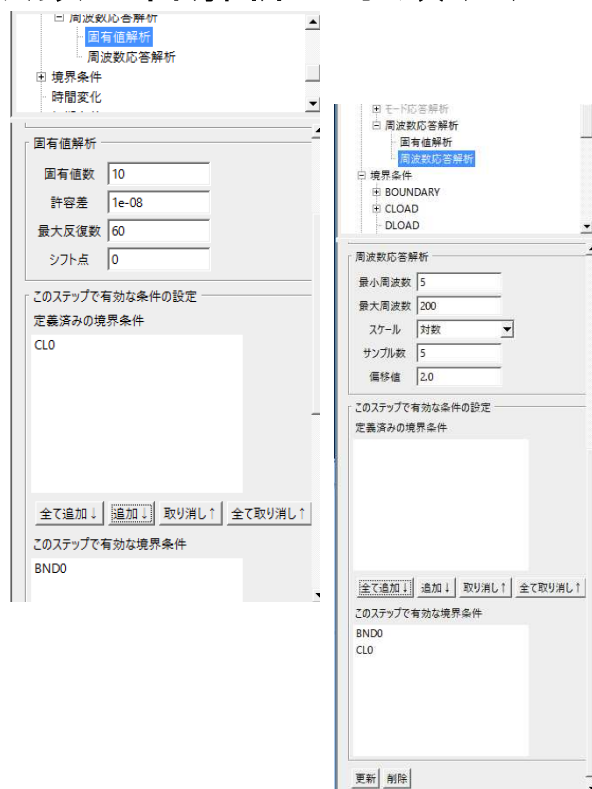 周波数応答解析
固有値解析
周波数応答解析
境界条件
時間変化
固有値解析
固有値数 10
許容差 1e-08
最大反復数 60
シフト点 0
このステップで有効な条件の設定
定義済みの境界条件
CL0
全て追加↓ 追加↓ 取り消し↑ 全て取り消し↑
このステップで有効な境界条件
BND0
モード応答解析
周波数応答解析
固有値解析
周波数応答解析
境界条件
BOUNDARY
CLOAD
DLOAD
周波数応答解析
最小周波数 5
最大周波数 200
スケール 対数
サンプル数 5
偏移値 2.0
このステップで有効な条件の設定
定義済みの境界条件
全て追加↓ 追加↓ 取り消し↑ 全て取り消し↑
このステップで有効な境界条件
BND0
CL0
更新 削除